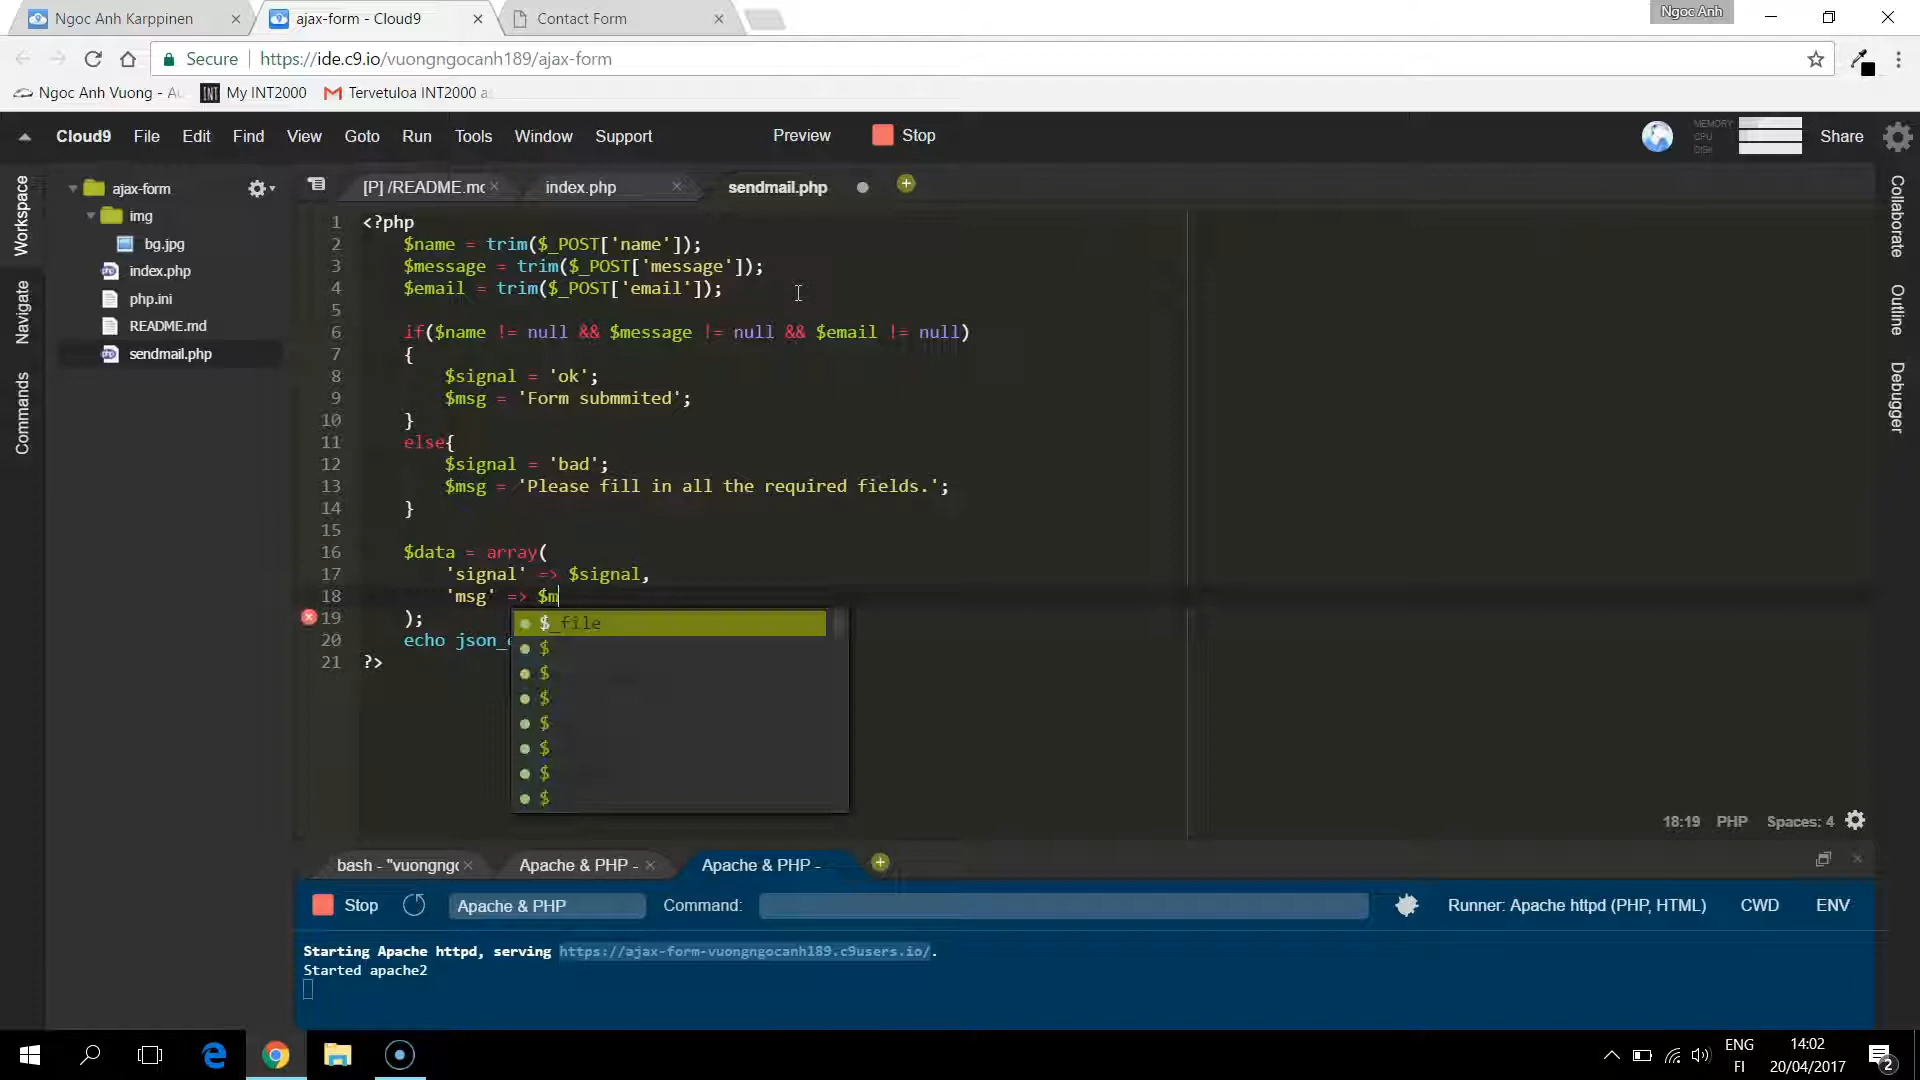 Ngoc Anh Karppinen
ajax-form - Cloud9
Contact Form
Ngoc Anh
Secure
https://ide.c9.io/vuongngocanh189/ajax-form
Ngoc Anh Vuong - Au
INT My INT2000
Tervetuloa INT2000 a
Cloud9 File Edit Find View Goto Run Tools Window Support
Preview
Stop
MEMORY
CPU
DISK
Share
Workspace
Navigate
Commands
ajax-form
img
bg.jpg
index.php
php.ini
README.md
sendmail.php
[P] /README.mc
index.php
sendmail.php
Collaborate
Outline
Debugger
1 <?php
2 $name = trim($_POST['name']);
3 $message = trim($_POST['message']);
4 $email = trim($_POST['email']);
5
6 if($name != null && $message != null && $email != null)
7 {
8 $signal = 'ok';
9 $msg = 'Form submmited';
10 }
11 else{
12 $signal = 'bad';
13 $msg = 'Please fill in all the required fields.';
14 }
15
16 $data = array(
17 'signal' => $signal,
18 'msg' => $m
19 );
20 echo json_
21 ?>
$_file
$
$
$
$
$
$
$
18:19 PHP Spaces: 4
bash - "vuongngo
Apache & PHP -
Apache & PHP -
Stop
Apache & PHP
Command:
Runner: Apache httpd (PHP, HTML)
CWD
ENV
Starting Apache httpd, serving https://ajax-form-vuongngocanh189.c9users.io/.
Started apache2
ENG
FI
14:02
20/04/2017
2